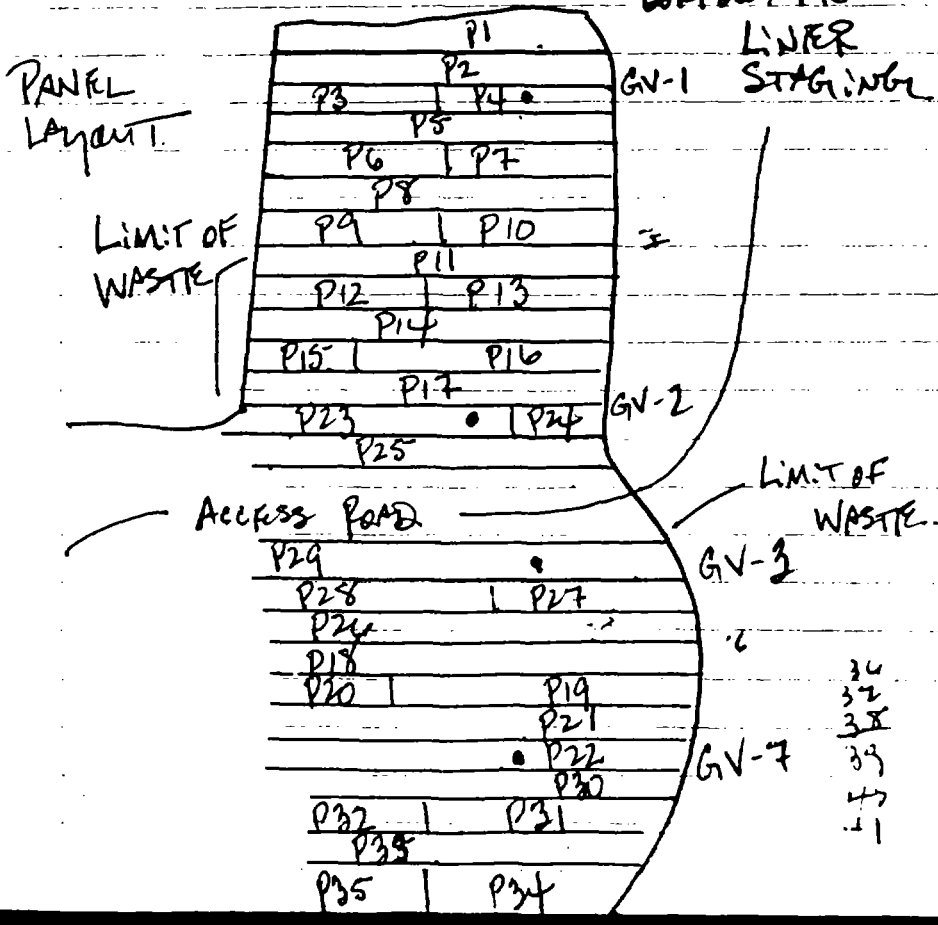 LINER
STAGING
PANEL
LAYOUT
P1
P2
GV-1
P3 P4
P5
P6 P7
P8
LIMIT OF
WASTE
P9 P10
P11
P12 P13
P14
P15 P16
P17
GV-2
P23 P24
P25
LIMIT OF
WASTE
ACCESS ROAD
P29
GV-3
P28 P27
P26
P18
P20 P19
P21
P22
GV-7
P30
P32 P31
P33
P35 P34
38
39